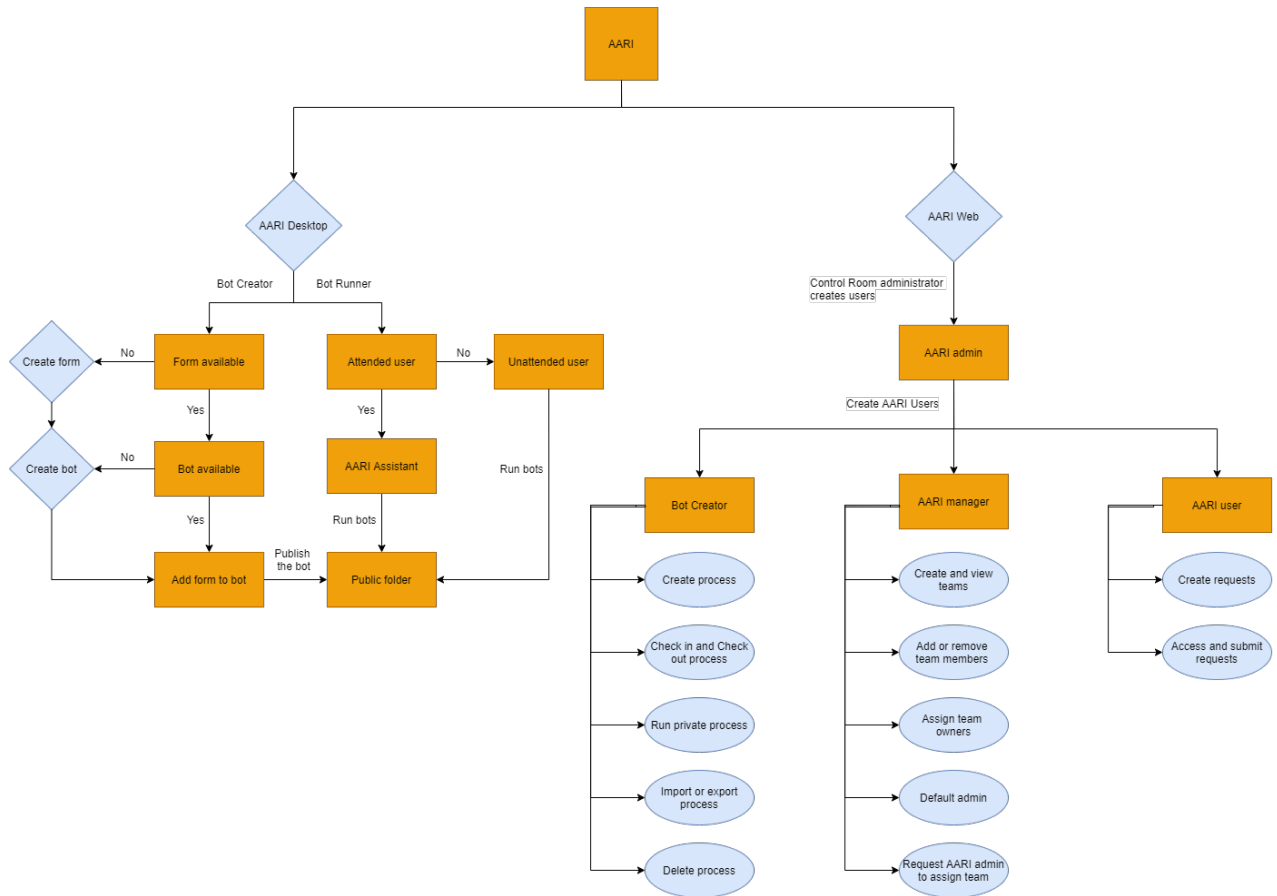 AARI
AARI Desktop
AARI Web
Bot Creator
Bot Runner
Control Room administrator
creates users
Create form
No
Form available
Attended user
No
Unattended user
AARI admin
Yes
Yes
Create AARI Users
Create bot
No
Bot available
AARI Assistant
Run bots
Yes
Run bots
Bot Creator
AARI manager
AARI user
Add form to bot
Publish
the bot
Public folder
Create process
Create and view
teams
Create requests
Check in and Check
out process
Add or remove
team members
Access and submit
requests
Run private process
Assign team
owners
Import or export
process
Default admin
Delete process
Request AARI admin
to assign team